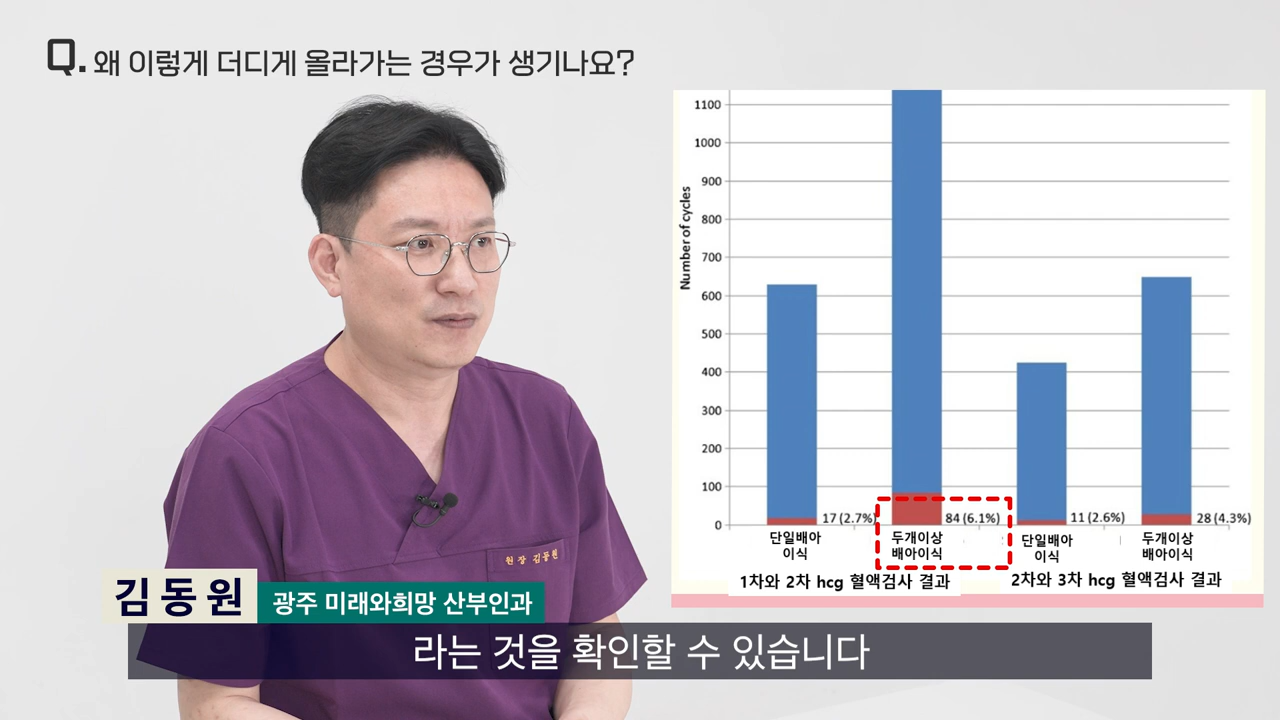 Q. 왜 이렇게 더디게 올라가는 경우가 생기나요?
Number of cycles
1100
1000
900
800
700
600
500
400
300
200
100
0
17 (2.7%)
84 (6.1%)
11 (2.6%)
28 (4.3%)
단일배아
이식
두개이상
배아이식
단일배아
이식
두개이상
배아이식
1차와 2차 hcg 혈액검사 결과
2차와 3차 hcg 혈액검사 결과
원장 김동원
김동원
광주 미래와희망 산부인과
라는 것을 확인할 수 있습니다